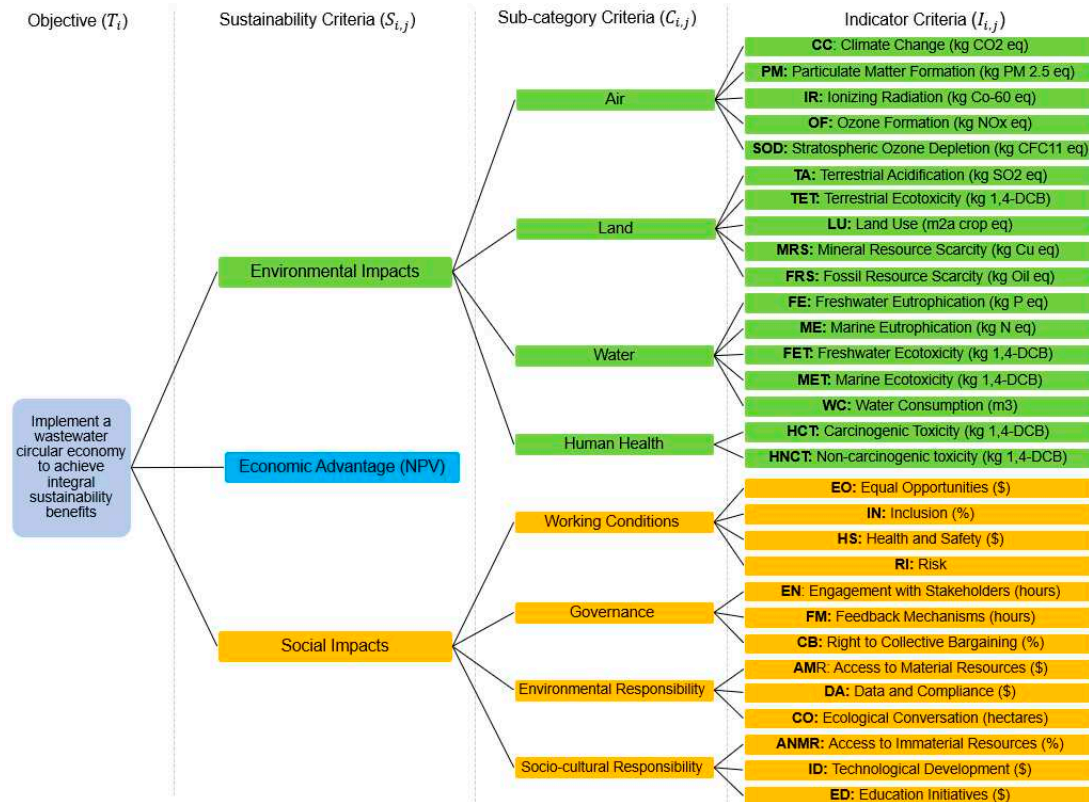 Objective (Tᵢ)
Sustainability Criteria (Sᵢ,ⱼ)
Sub-category Criteria (Cᵢ,ⱼ)
Indicator Criteria (Iᵢ,ⱼ)
Implement a
wastewater
circular economy
to achieve
integral
sustainability
benefits
Environmental Impacts
Economic Advantage (NPV)
Social Impacts
Air
Land
Water
Human Health
Working Conditions
Governance
Environmental Responsibility
Socio-cultural Responsibility
CC: Climate Change (kg CO2 eq)
PM: Particulate Matter Formation (kg PM 2.5 eq)
IR: Ionizing Radiation (kg Co-60 eq)
OF: Ozone Formation (kg NOx eq)
SOD: Stratospheric Ozone Depletion (kg CFC11 eq)
TA: Terrestrial Acidification (kg SO2 eq)
TET: Terrestrial Ecotoxicity (kg 1,4-DCB)
LU: Land Use (m2a crop eq)
MRS: Mineral Resource Scarcity (kg Cu eq)
FRS: Fossil Resource Scarcity (kg Oil eq)
FE: Freshwater Eutrophication (kg P eq)
ME: Marine Eutrophication (kg N eq)
FET: Freshwater Ecotoxicity (kg 1,4-DCB)
MET: Marine Ecotoxicity (kg 1,4-DCB)
WC: Water Consumption (m3)
HCT: Carcinogenic Toxicity (kg 1,4-DCB)
HNCT: Non-carcinogenic toxicity (kg 1,4-DCB)
EO: Equal Opportunities ($)
IN: Inclusion (%)
HS: Health and Safety ($)
RI: Risk
EN: Engagement with Stakeholders (hours)
FM: Feedback Mechanisms (hours)
CB: Right to Collective Bargaining (%)
AMR: Access to Material Resources ($)
DA: Data and Compliance ($)
CO: Ecological Conversation (hectares)
ANMR: Access to Immaterial Resources (%)
ID: Technological Development ($)
ED: Education Initiatives ($)